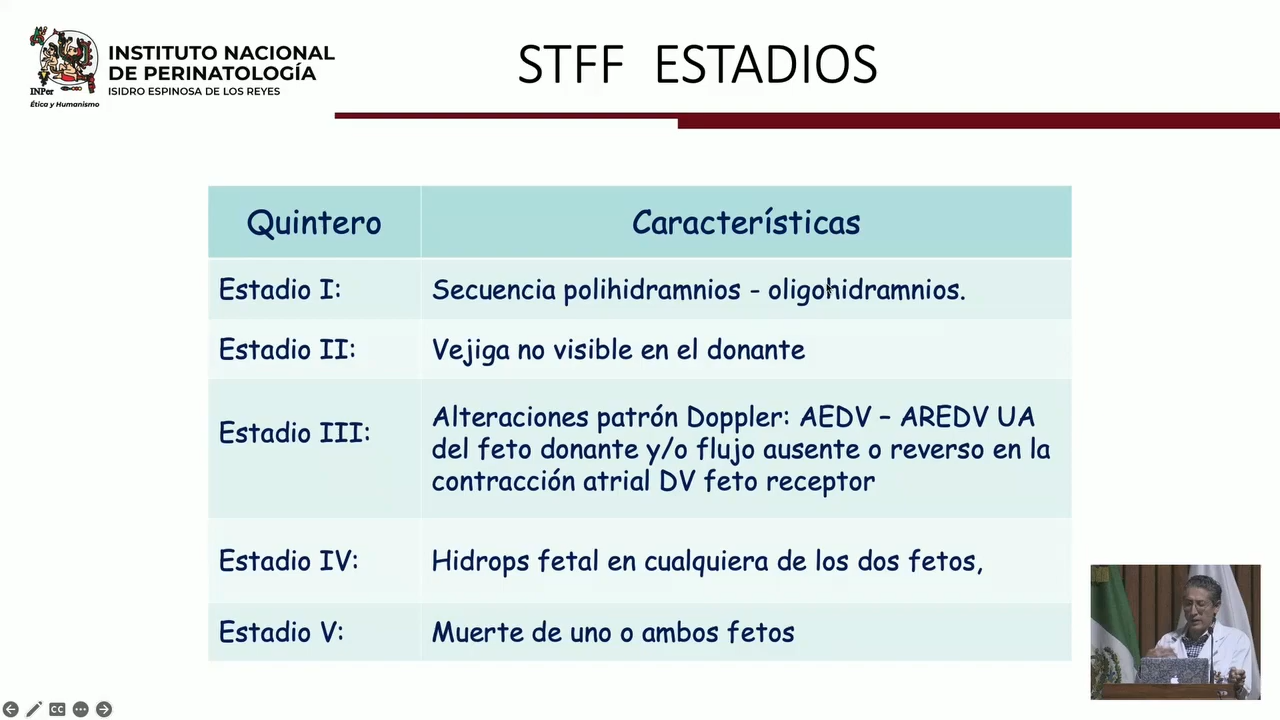 INSTITUTO NACIONAL
DE PERINATOLOGÍA
ISIDRO ESPINOSA DE LOS REYES
INPer
Ética y Humanismo
STFF ESTADIOS
Quintero
Características
Estadio I:
Secuencia polihidramnios - oligohidramnios.
Estadio II:
Vejiga no visible en el donante
Estadio III:
Alteraciones patrón Doppler: AEDV – AREDV UA
del feto donante y/o flujo ausente o reverso en la
contracción atrial DV feto receptor
Estadio IV:
Hidrops fetal en cualquiera de los dos fetos,
Estadio V:
Muerte de uno o ambos fetos
CC